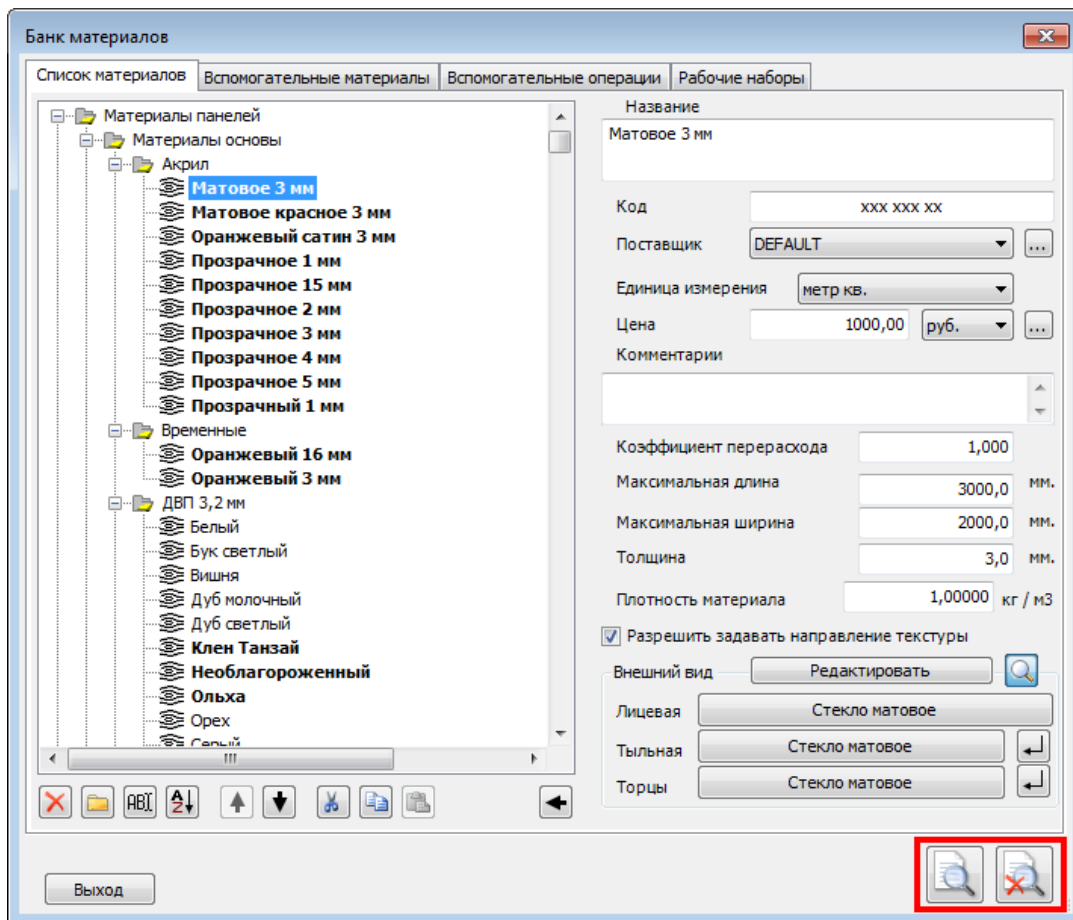 Банк материалов
Список материалов Вспомогательные материалы Вспомогательные операции Рабочие наборы
Материалы панелей
Материалы основы
Акрил
Матовое 3 мм
Матовое красное 3 мм
Оранжевый сатин 3 мм
Прозрачное 1 мм
Прозрачное 15 мм
Прозрачное 2 мм
Прозрачное 3 мм
Прозрачное 4 мм
Прозрачное 5 мм
Прозрачный 1 мм
Временные
Оранжевый 16 мм
Оранжевый 3 мм
ДВП 3,2 мм
Белый
Бук светлый
Вишня
Дуб молочный
Дуб светлый
Клен Танзай
Необлагороженный
Ольха
Орех
Серый
Название
Матовое 3 мм
Код xxx xxx xx
Поставщик DEFAULT ...
Единица измерения метр кв.
Цена 1000,00 руб. ...
Комментарии
Коэффициент перерасхода 1,000
Максимальная длина 3000,0 мм.
Максимальная ширина 2000,0 мм.
Толщина 3,0 мм.
Плотность материала 1,00000 кг / м3
Разрешить задавать направление текстуры
Внешний вид Редактировать
Лицевая Стекло матовое
Тыльная Стекло матовое
Торцы Стекло матовое
ABI A Z
Выход